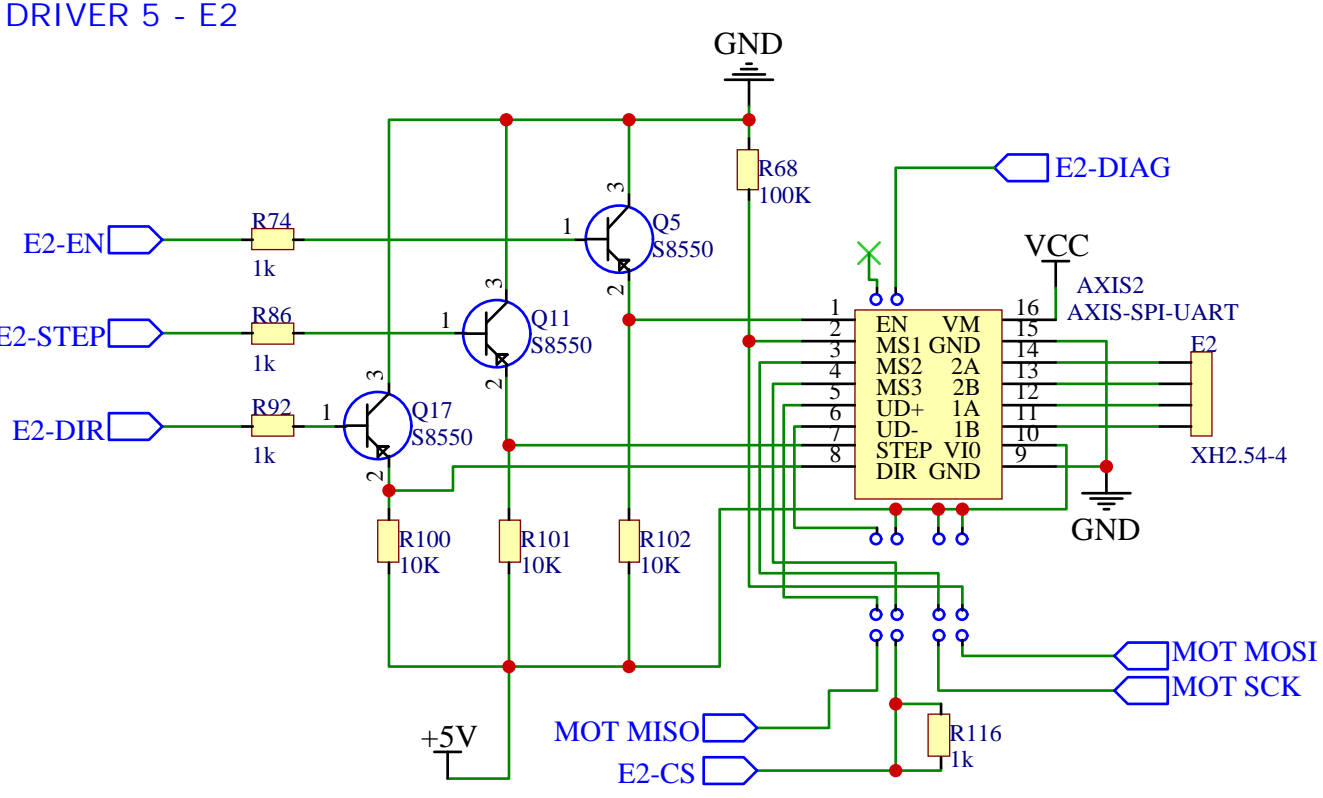 DRIVER 5 - E2
GND
R68
100K
E2-DIAG
3
Q5
S8550
1
2
E2-EN
R74
1k
VCC
AXIS2
AXIS-SPI-UART
3
Q11
S8550
1
2
E2-STEP
R86
1k
3
Q17
S8550
1
2
E2-DIR
R92
1k
1 EN VM 16
2 MS1 GND 15
3 MS2 2A 14
4 MS3 2B 13
5 UD+ 1A 12
6 UD- 1B 11
7 STEP VI0 10
8 DIR GND 9
E2
XH2.54-4
GND
R100
10K
R101
10K
R102
10K
+5V
MOT MOSI
MOT SCK
MOT MISO
E2-CS
R116
1k